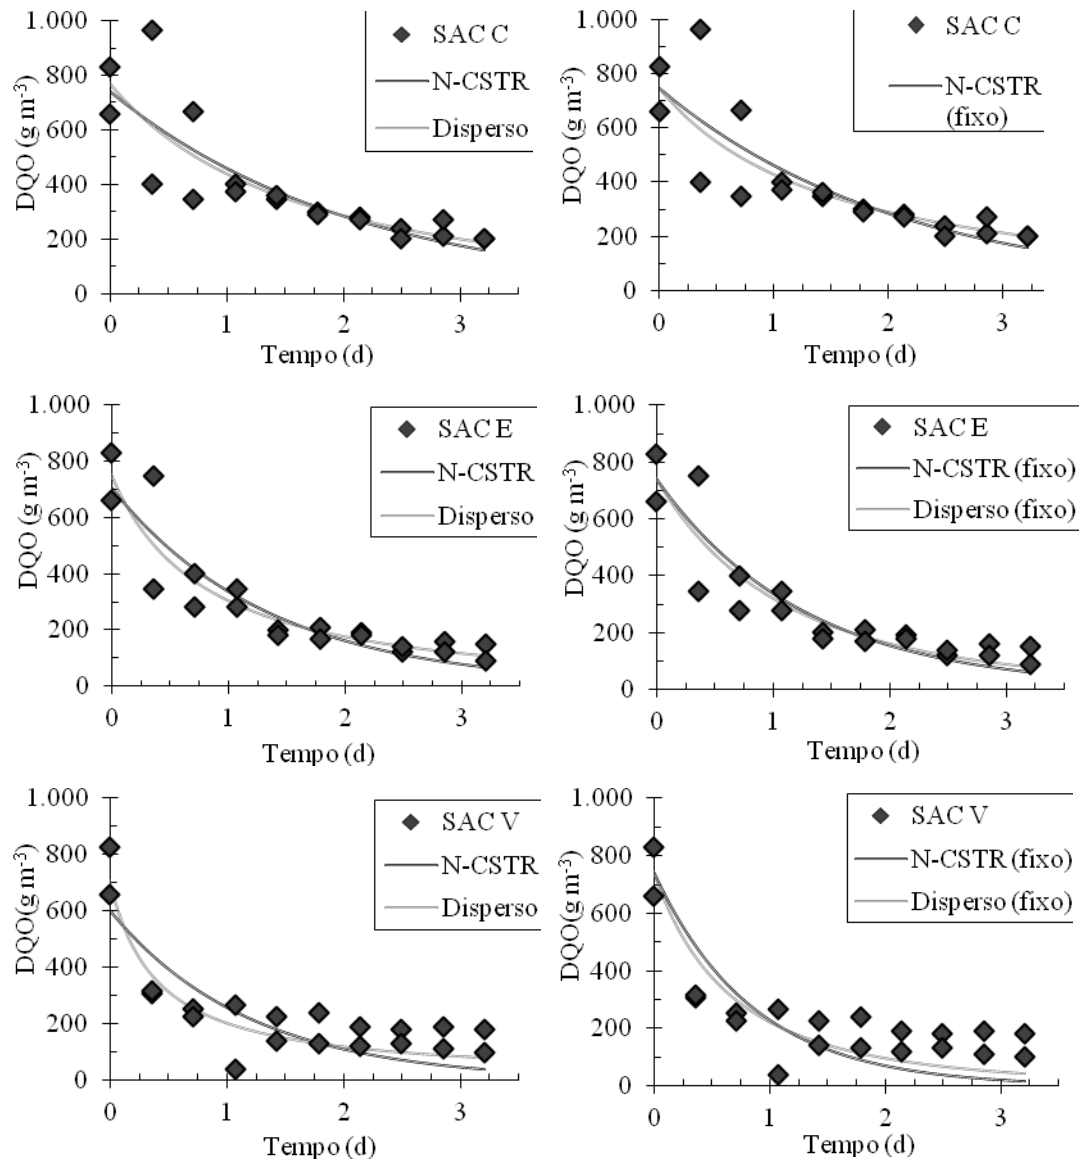 1.000
800
600
400
200
0
DQO (g m-3)
0
1
2
3
Tempo (d)
SAC C
N-CSTR
Disperso
1.000
800
600
400
200
0
DQO (g m-3)
0
1
2
3
Tempo (d)
SAC C
N-CSTR
(fixo)
1.000
800
600
400
200
0
DQO (g m-3)
0
1
2
3
Tempo (d)
SAC E
N-CSTR
Disperso
1.000
800
600
400
200
0
DQO (g m-3)
0
1
2
3
Tempo (d)
SAC E
N-CSTR (fixo)
Disperso (fixo)
1.000
800
600
400
200
0
DQO(g m-3)
0
1
2
3
Tempo (d)
SAC V
N-CSTR
Disperso
1.000
800
600
400
200
0
DQO(g m-3)
0
1
2
3
Tempo (d)
SAC V
N-CSTR (fixo)
Disperso (fixo)